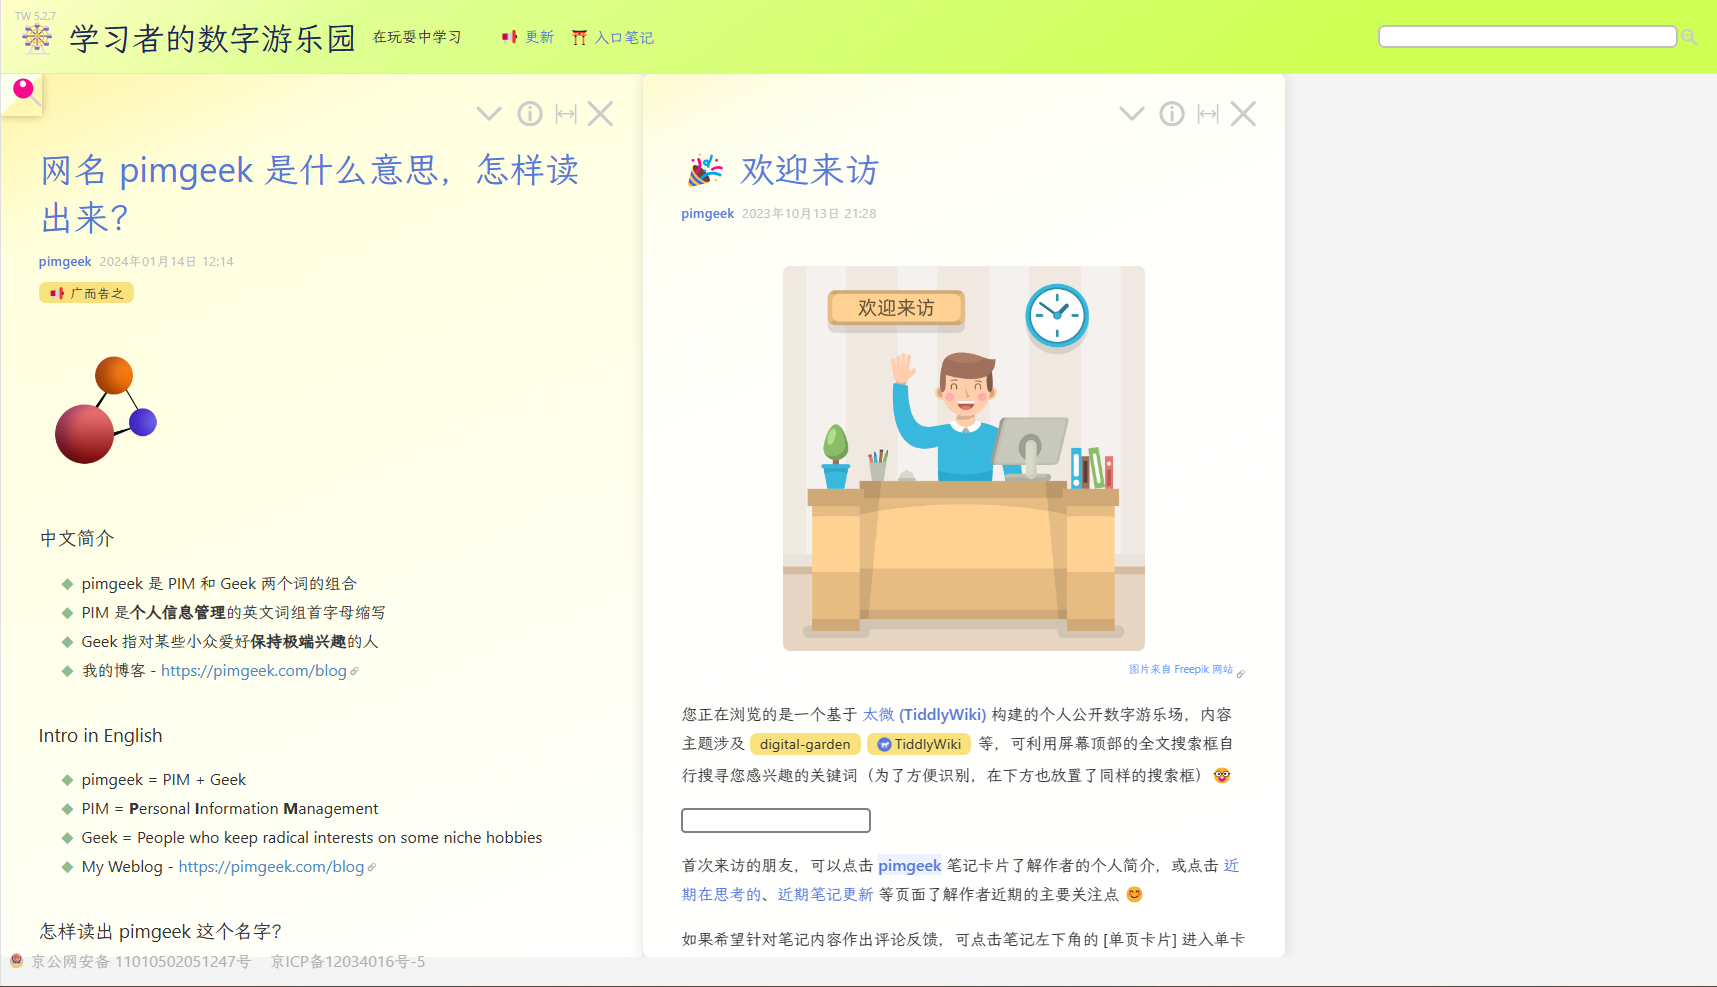 TW 5.2.7
学习者的数字游乐园 在玩耍中学习 更新 入口笔记
网名 pimgeek 是什么意思，怎样读
出来？
pimgeek 2024年01月14日 12:14
广而告之
中文简介
pimgeek 是 PIM 和 Geek 两个词的组合
PIM 是个人信息管理的英文词组首字母缩写
Geek 指对某些小众爱好保持极端兴趣的人
我的博客 - https://pimgeek.com/blog
Intro in English
pimgeek = PIM + Geek
PIM = Personal Information Management
Geek = People who keep radical interests on some niche hobbies
My Weblog - https://pimgeek.com/blog
怎样读出 pimgeek 这个名字？
🎉 欢迎来访
pimgeek 2023年10月13日 21:28
欢迎来访
图片来自 Freepik 网站
您正在浏览的是一个基于 太微 (TiddlyWiki) 构建的个人公开数字游乐场，内容
主题涉及 digital-garden TiddlyWiki 等，可利用屏幕顶部的全文搜索框自
行搜寻您感兴趣的关键词（为了方便识别，在下方也放置了同样的搜索框）🤓
首次来访的朋友，可以点击 pimgeek 笔记卡片了解作者的个人简介，或点击 近
期在思考的、近期笔记更新 等页面了解作者近期的主要关注点 😊
如果希望针对笔记内容作出评论反馈，可点击笔记左下角的 [单页卡片] 进入单卡
京公网安备 11010502051247号 京ICP备12034016号-5